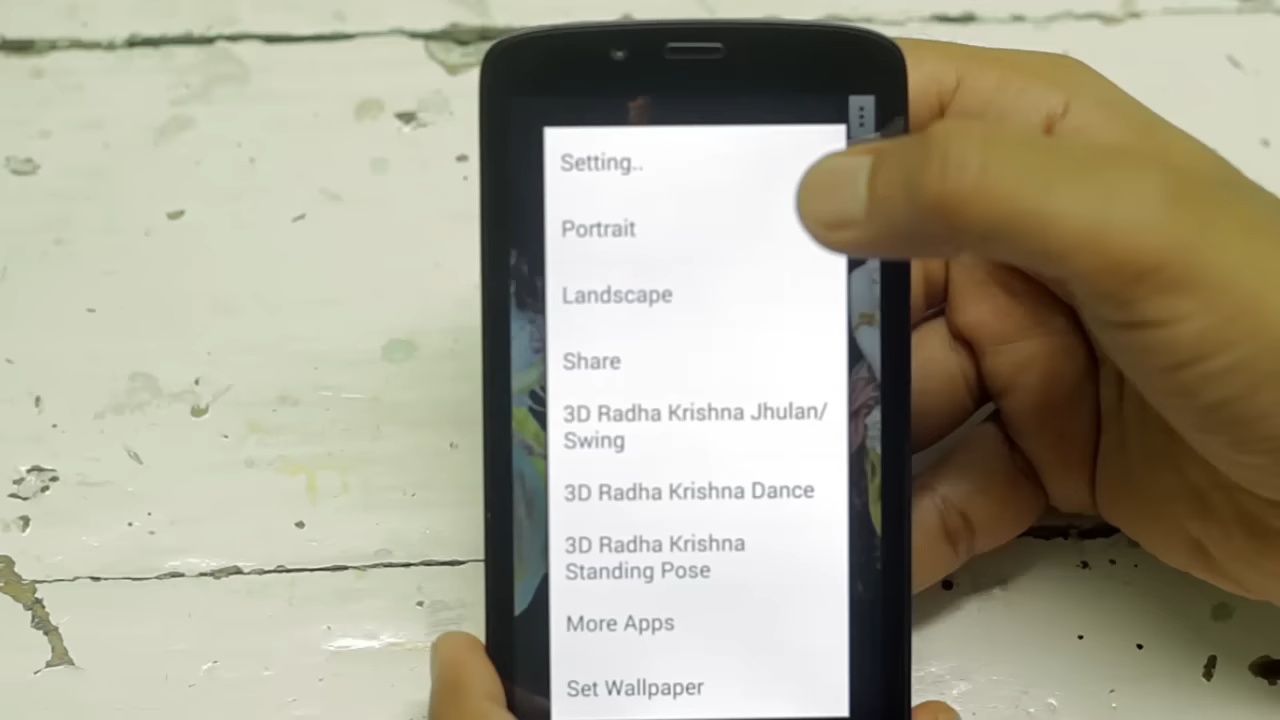 Setting..
Portrait
Landscape
Share
3D Radha Krishna Jhulan/
Swing
3D Radha Krishna Dance
3D Radha Krishna
Standing Pose
More Apps
Set Wallpaper